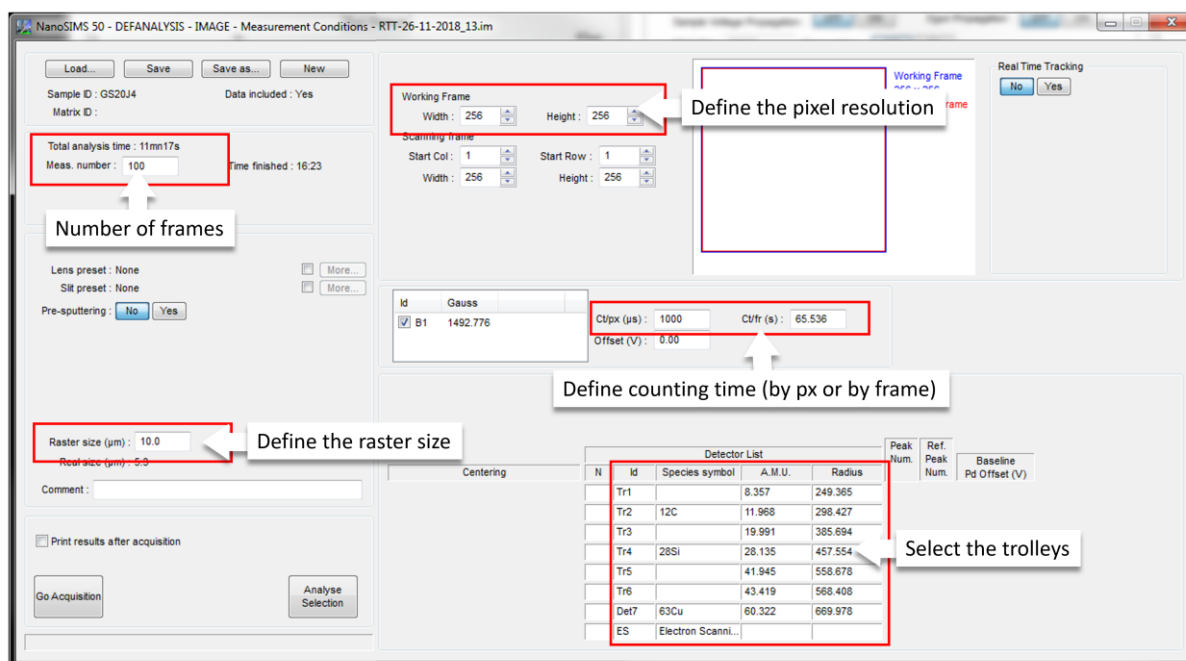 NanoSIMS 50 - DEFANALYSIS - IMAGE - Measurement Conditions - RTT-26-11-2018_13.im
Load... Save Save as... New
Sample ID : GS20J4 Data included : Yes
Matrix ID :
Total analysis time : 11mn17s
Meas. number : 100 Time finished : 16:23
Number of frames
Lens preset : None More...
Slit preset : None More...
Pre-sputtering : No Yes
Raster size (µm) : 10.0
Define the raster size
Comment :
Print results after acquisition
Go Acquisition
Analyse
Selection
Working Frame
Width : 256 Height : 256
Define the pixel resolution
Scanning frame
Start Col : 1 Start Row : 1
Width : 256 Height : 256
Working Frame
Real Time Tracking
No Yes
Id Gauss
B1 1492.776
Ct/px (µs) : 1000 Ct/fr (s) : 65.536
Offset (V) : 0.00
Define counting time (by px or by frame)
Centering
Detector List
N Id Species symbol A.M.U. Radius
Peak
Num.
Ref.
Peak
Num.
Baseline
Pd Offset (V)
Tr1 8.357 249.365
Tr2 12C 11.968 298.427
Tr3 19.991 385.694
Tr4 28Si 28.135 457.554
Tr5 41.945 558.678
Tr6 43.419 568.408
Det7 63Cu 60.322 669.978
ES Electron Scanni...
Select the trolleys